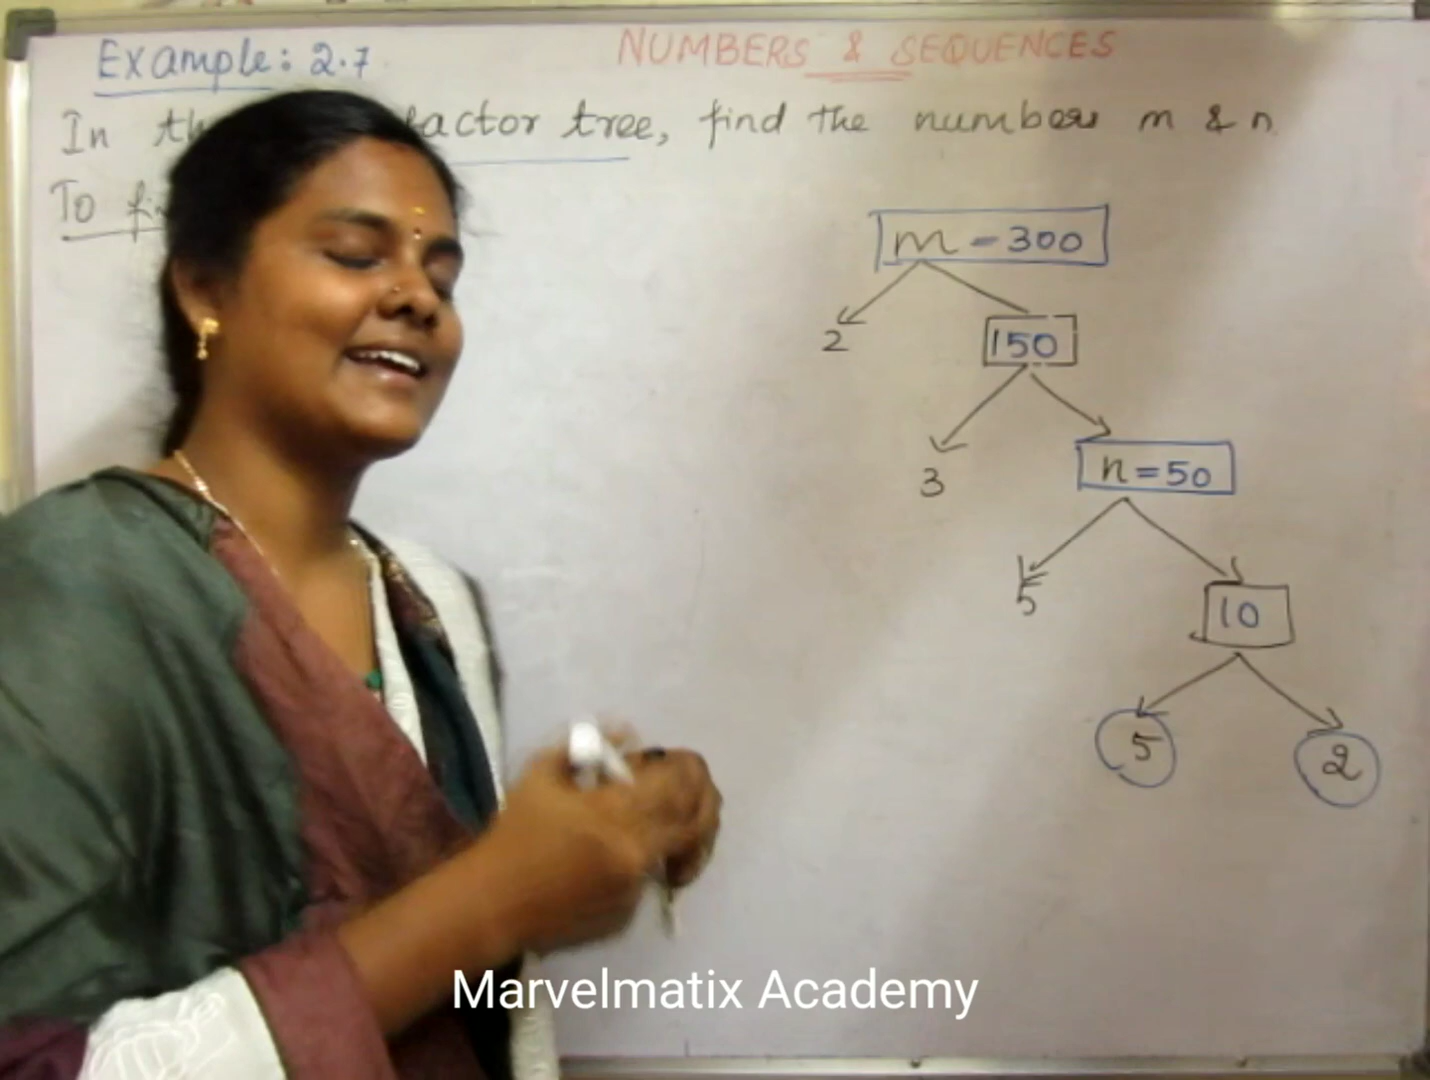 Example: 2.7
NUMBERS & SEQUENCES
In factor tree, find the numbers m & n.
To
m = 300
2
150
3
n = 50
5
10
5
2
Marvelmatix Academy